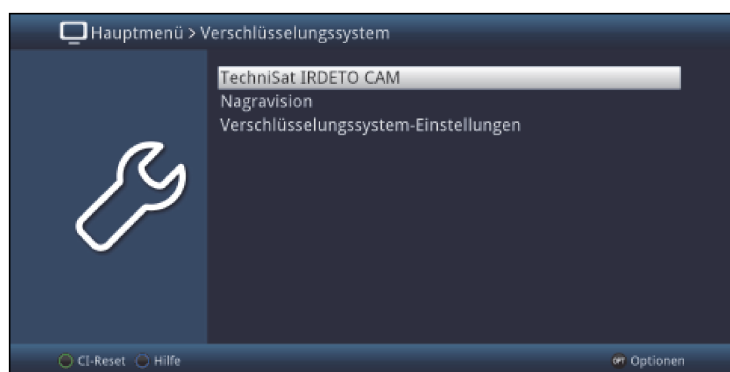 Hauptmenü > Verschlüsselungssystem
TechniSat IRDETO CAM
Nagravision
Verschlüsselungssystem-Einstellungen
CI-Reset Hilfe OPT Optionen